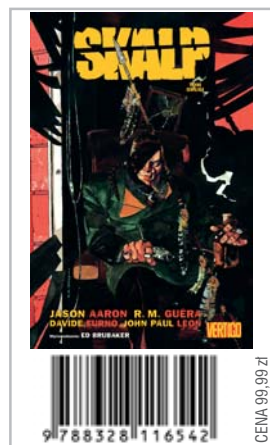 SKALP
JASON AARON R. M. GUÉRA
DAVIDE FURNO JOHN PAUL LEON
ED BRUBAKER
VERTIGO
CENA 99,99 zł
9 788328 116542